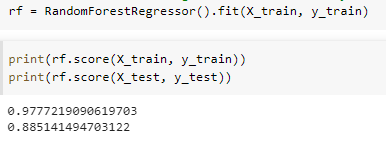 rf = RandomForestRegressor().fit(X_train, y_train)
print(rf.score(X_train, y_train))
print(rf.score(X_test, y_test))
0.9777219090619703
0.885141494703122